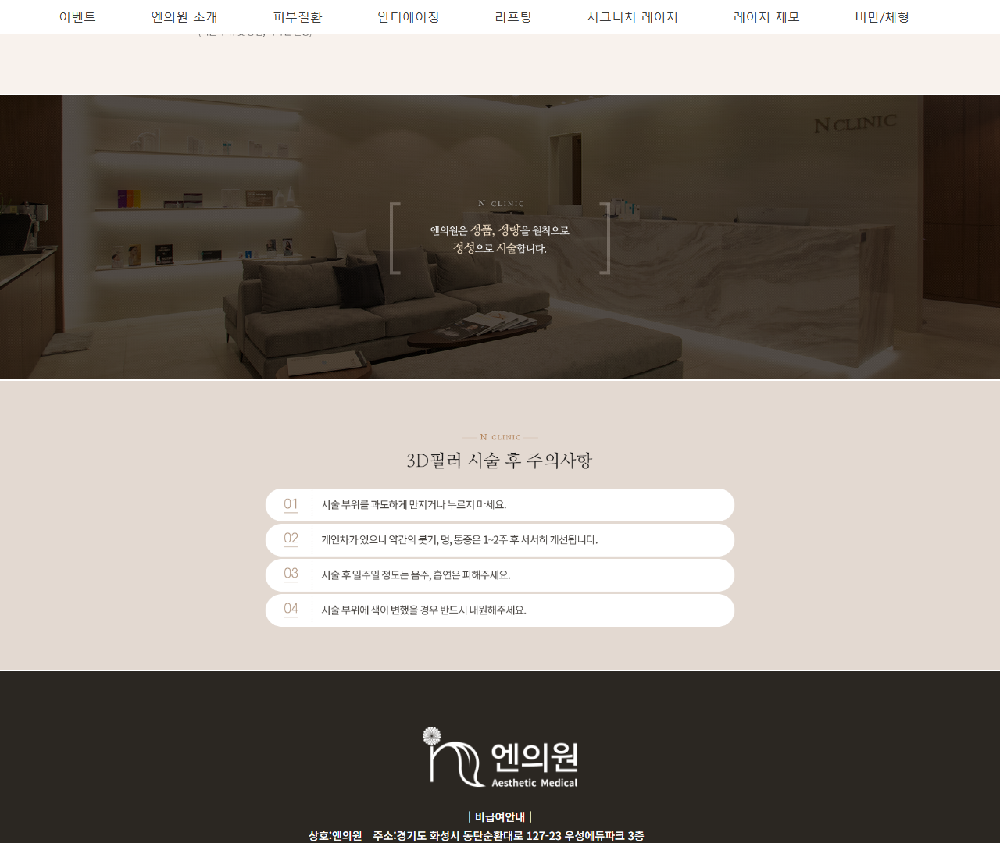 이벤트
엔의원 소개
피부질환
안티에이징
리프팅
시그니처 레이저
레이저 제모
비만/체형
N CLINIC
N CLINIC
엔의원은 정품, 정량을 원칙으로
정성으로 시술합니다.
N CLINIC
3D필러 시술 후 주의사항
01 시술 부위를 과도하게 만지거나 누르지 마세요.
02 개인차가 있으나 약간의 붓기, 멍, 통증은 1~2주 후 서서히 개선됩니다.
03 시술 후 일주일 정도는 음주, 흡연은 피해주세요.
04 시술 부위에 색이 변했을 경우 반드시 내원해주세요.
엔의원
Aesthetic Medical
| 비급여안내 |
상호:엔의원 주소:경기도 화성시 동탄순환대로 127-23 우성에듀파크 3층